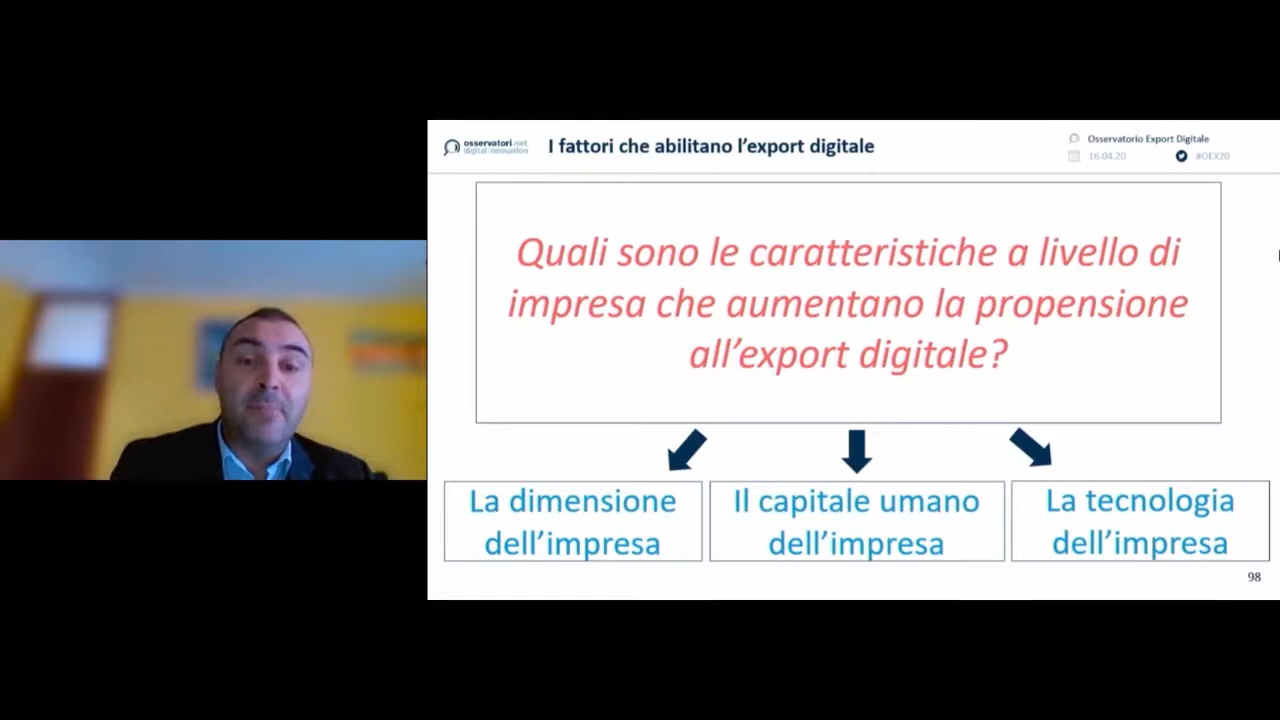 osservatori.net
digital innovation
I fattori che abilitano l'export digitale
Osservatorio Export Digitale
16.04.20
#OEX20
Quali sono le caratteristiche a livello di
impresa che aumentano la propensione
all'export digitale?
La dimensione
dell'impresa
Il capitale umano
dell'impresa
La tecnologia
dell'impresa
98